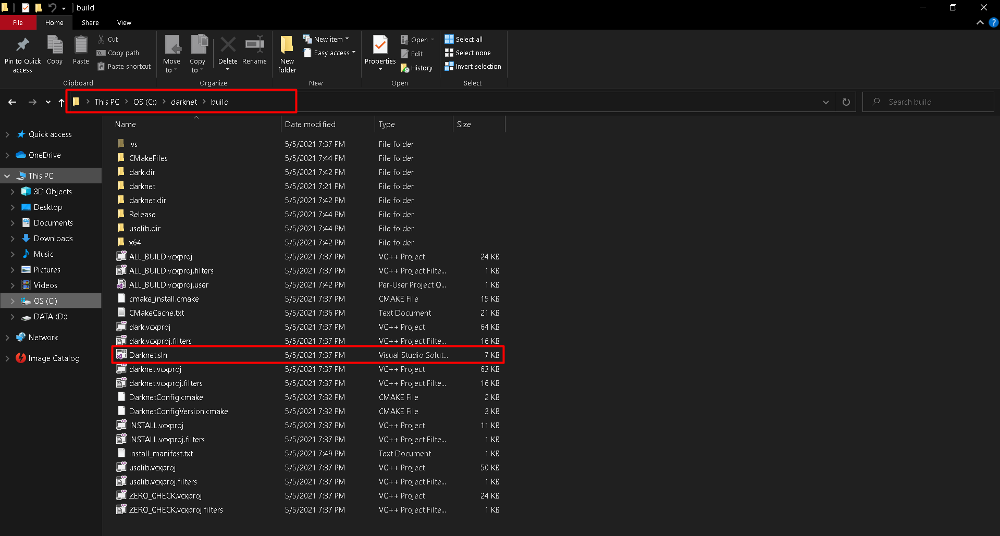 build
File Home Share View
Pin to Quick access
Copy
Paste
Cut
Copy path
Paste shortcut
Clipboard
Move to
Copy to
Delete
Rename
Organize
New folder
New item
Easy access
New
Properties
Open
Edit
History
Open
Select all
Select none
Invert selection
Select
This PC OS (C:) darknet build
Search build
Quick access
OneDrive
This PC
3D Objects
Desktop
Documents
Downloads
Music
Pictures
Videos
OS (C:)
DATA (D:)
Network
Image Catalog
Name Date modified Type Size
.vs 5/5/2021 7:37 PM File folder
CMakeFiles 5/5/2021 7:44 PM File folder
dark.dir 5/5/2021 7:42 PM File folder
darknet 5/5/2021 7:21 PM File folder
darknet.dir 5/5/2021 7:42 PM File folder
Release 5/5/2021 7:44 PM File folder
uselib.dir 5/5/2021 7:44 PM File folder
x64 5/5/2021 7:42 PM File folder
ALL_BUILD.vcxproj 5/5/2021 7:37 PM VC++ Project 24 KB
ALL_BUILD.vcxproj.filters 5/5/2021 7:37 PM VC++ Project Filte... 1 KB
ALL_BUILD.vcxproj.user 5/5/2021 7:42 PM Per-User Project O... 1 KB
cmake_install.cmake 5/5/2021 7:37 PM CMAKE File 15 KB
CMakeCache.txt 5/5/2021 7:36 PM Text Document 21 KB
dark.vcxproj 5/5/2021 7:37 PM VC++ Project 64 KB
dark.vcxproj.filters 5/5/2021 7:37 PM VC++ Project Filte... 16 KB
Darknet.sln 5/5/2021 7:37 PM Visual Studio Solut... 7 KB
darknet.vcxproj 5/5/2021 7:37 PM VC++ Project 63 KB
darknet.vcxproj.filters 5/5/2021 7:37 PM VC++ Project Filte... 16 KB
DarknetConfig.cmake 5/5/2021 7:32 PM CMAKE File 2 KB
DarknetConfigVersion.cmake 5/5/2021 7:32 PM CMAKE File 3 KB
INSTALL.vcxproj 5/5/2021 7:37 PM VC++ Project 11 KB
INSTALL.vcxproj.filters 5/5/2021 7:37 PM VC++ Project Filte... 1 KB
install_manifest.txt 5/5/2021 7:49 PM Text Document 1 KB
uselib.vcxproj 5/5/2021 7:37 PM VC++ Project 50 KB
uselib.vcxproj.filters 5/5/2021 7:37 PM VC++ Project Filte... 1 KB
ZERO_CHECK.vcxproj 5/5/2021 7:37 PM VC++ Project 24 KB
ZERO_CHECK.vcxproj.filters 5/5/2021 7:37 PM VC++ Project Filte... 1 KB